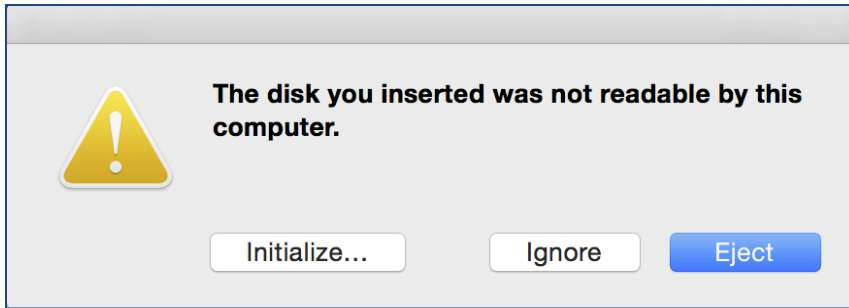 The disk you inserted was not readable by this
computer.
Initialize... Ignore Eject